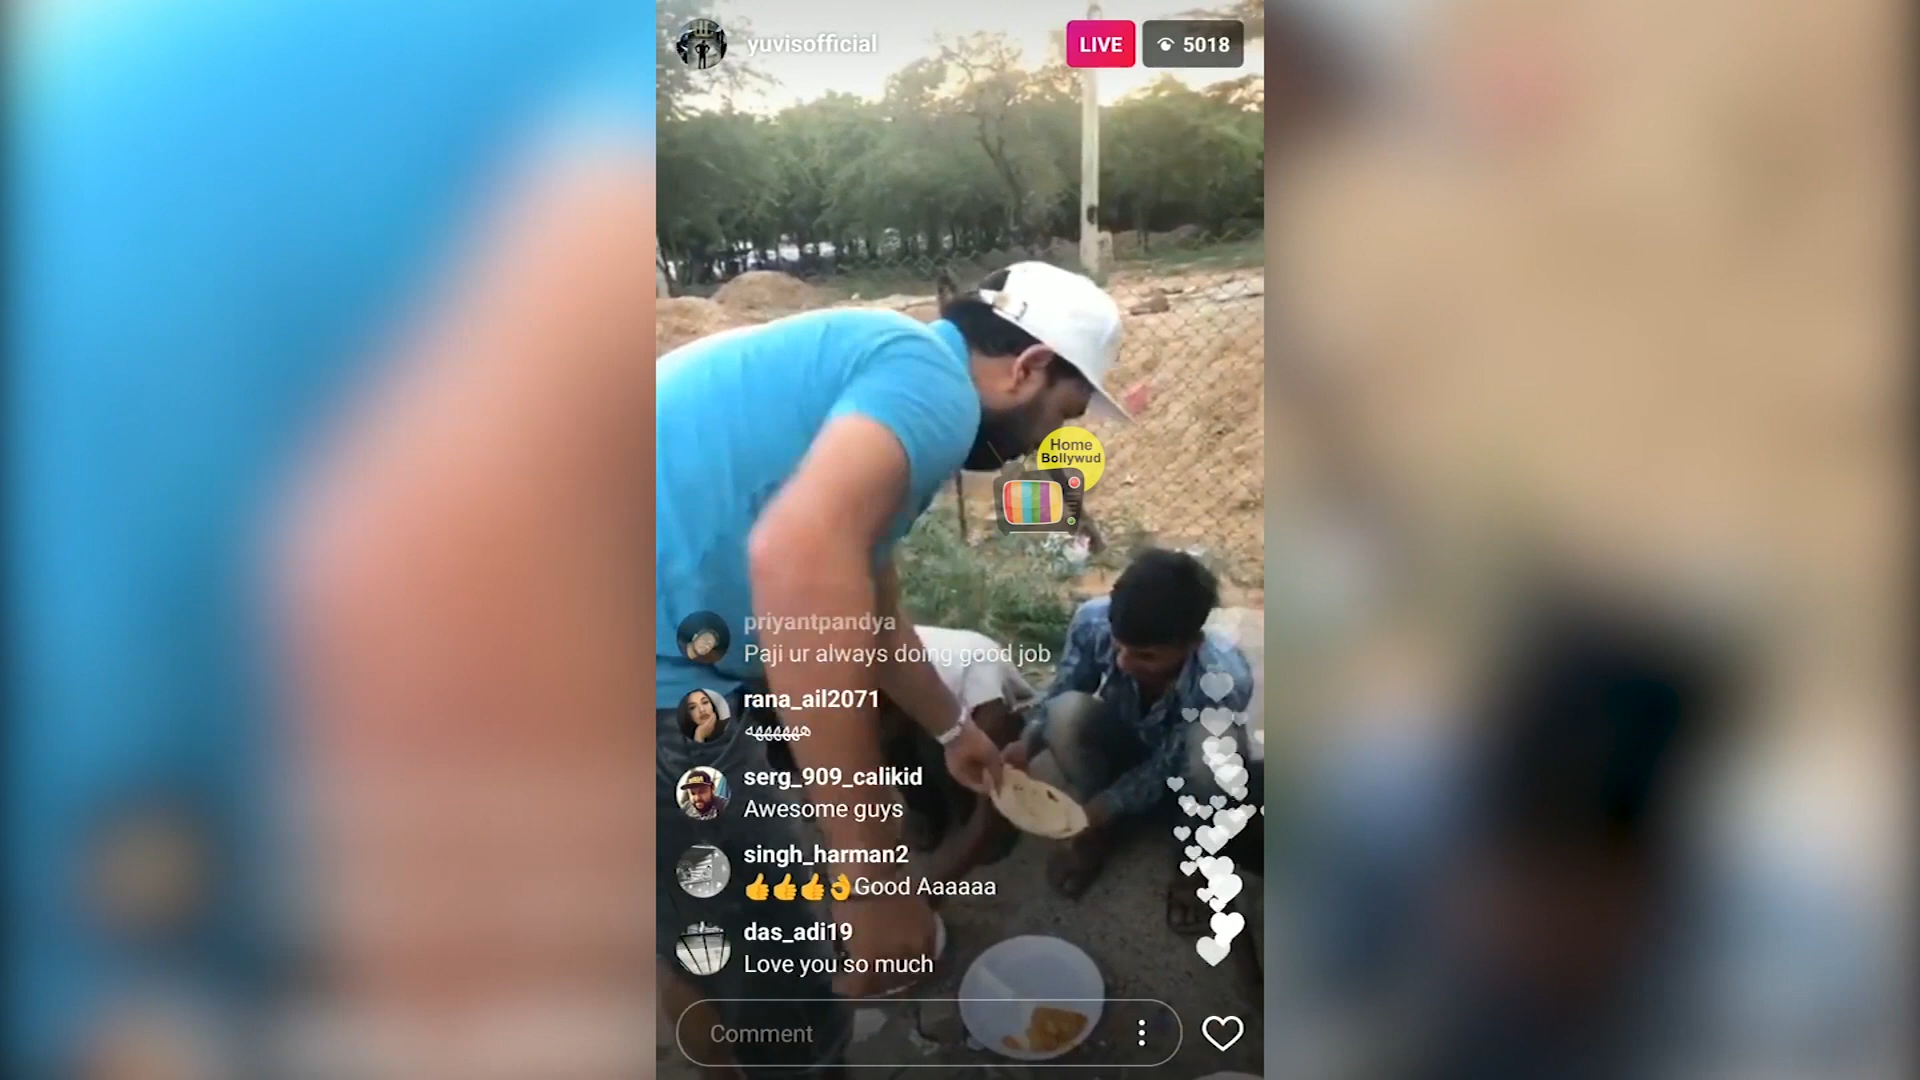 yuvisofficial
LIVE
5018
Home
Bollywud
priyantpandya
Paji ur always doing good job
rana_ail2071
serg_909_calikid
Awesome guys
singh_harman2
👍👍👍👌Good Aaaaaa
das_adi19
Love you so much
Comment